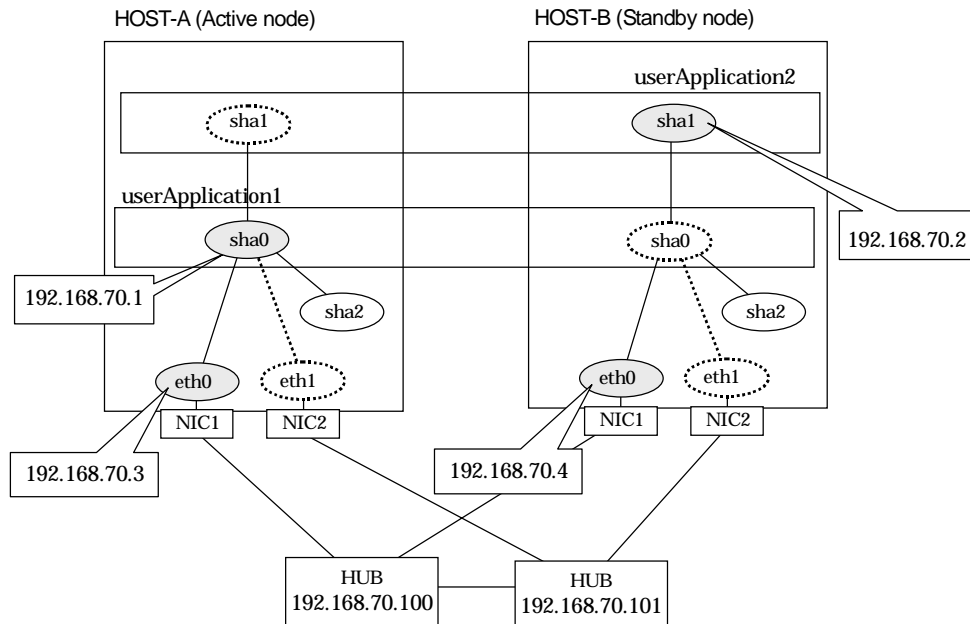 HOST-A (Active node)
HOST-B (Standby node)
userApplication2
sha1
sha1
userApplication1
192.168.70.2
sha0
sha0
192.168.70.1
sha2
sha2
eth0
eth1
eth0
eth1
NIC1
NIC2
NIC1
NIC2
192.168.70.3
192.168.70.4
HUB
192.168.70.100
HUB
192.168.70.101